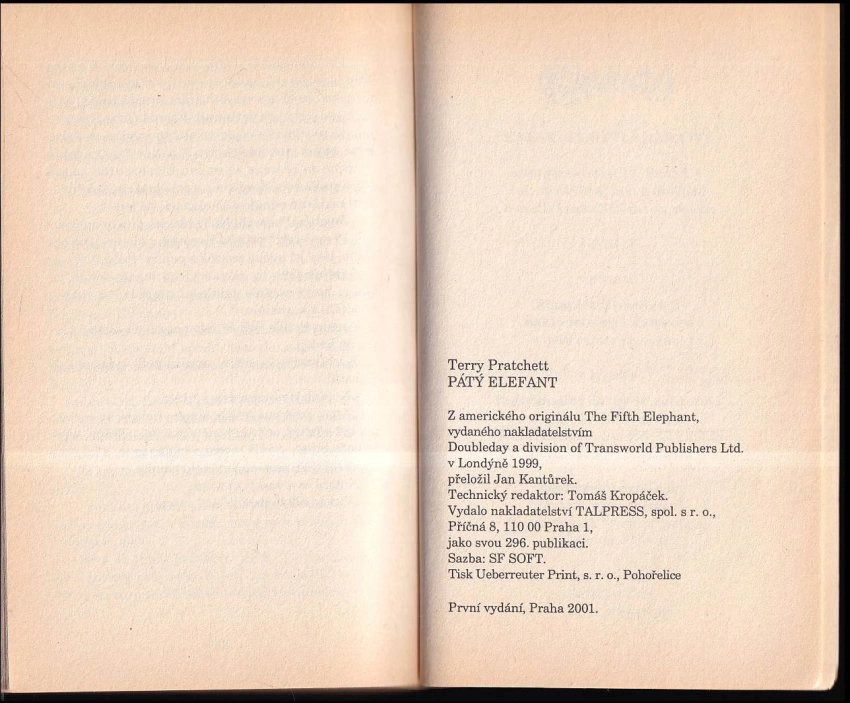 Terry Pratchett
PÁTÝ ELEFANT
Z amerického originálu The Fifth Elephant,
vydaného nakladatelstvím
Doubleday a division of Transworld Publishers Ltd.
v Londýně 1999,
přeložil Jan Kantůrek.
Technický redaktor: Tomáš Kropáček.
Vydalo nakladatelství TALPRESS, spol. s r. o.,
Příčná 8, 110 00 Praha 1,
jako svou 296. publikaci.
Sazba: SF SOFT.
Tisk Ueberreuter Print, s. r. o., Pohořelice
První vydání, Praha 2001.